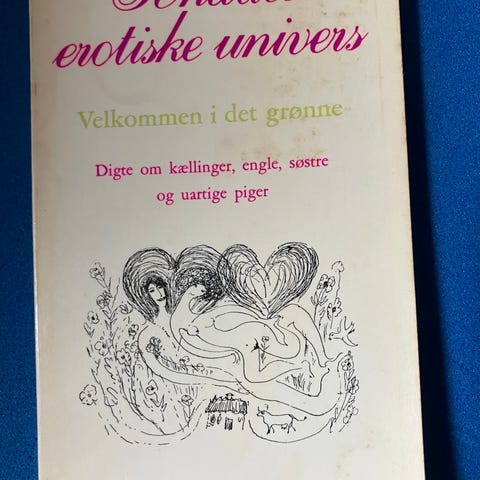 erotiske univers
Velkommen i det grønne
Digte om kællinger, engle, søstre
og uartige piger